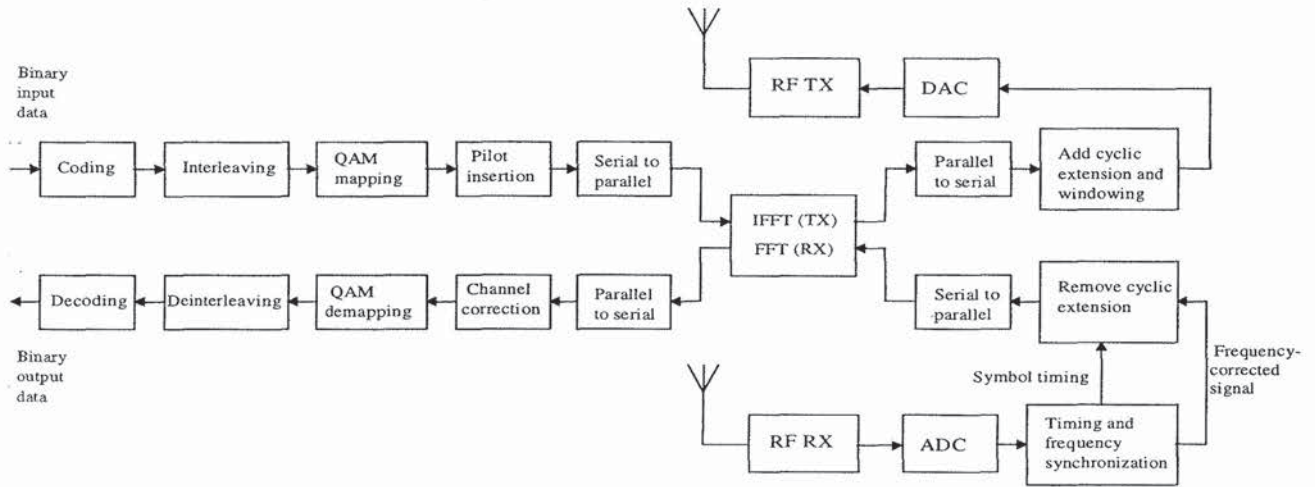 Binary
input
data
RF TX
DAC
Coding
Interleaving
QAM
mapping
Pilot
insertion
Serial to
parallel
IFFT (TX)
FFT (RX)
Parallel
to serial
Add cyclic
extension and
windowing
Decoding
Deinterleaving
QAM
demapping
Channel
correction
Parallel
to serial
Serial to
parallel
Remove cyclic
extension
Binary
output
data
Symbol timing
Frequency-
corrected
signal
RF RX
ADC
Timing and
frequency
synchronization